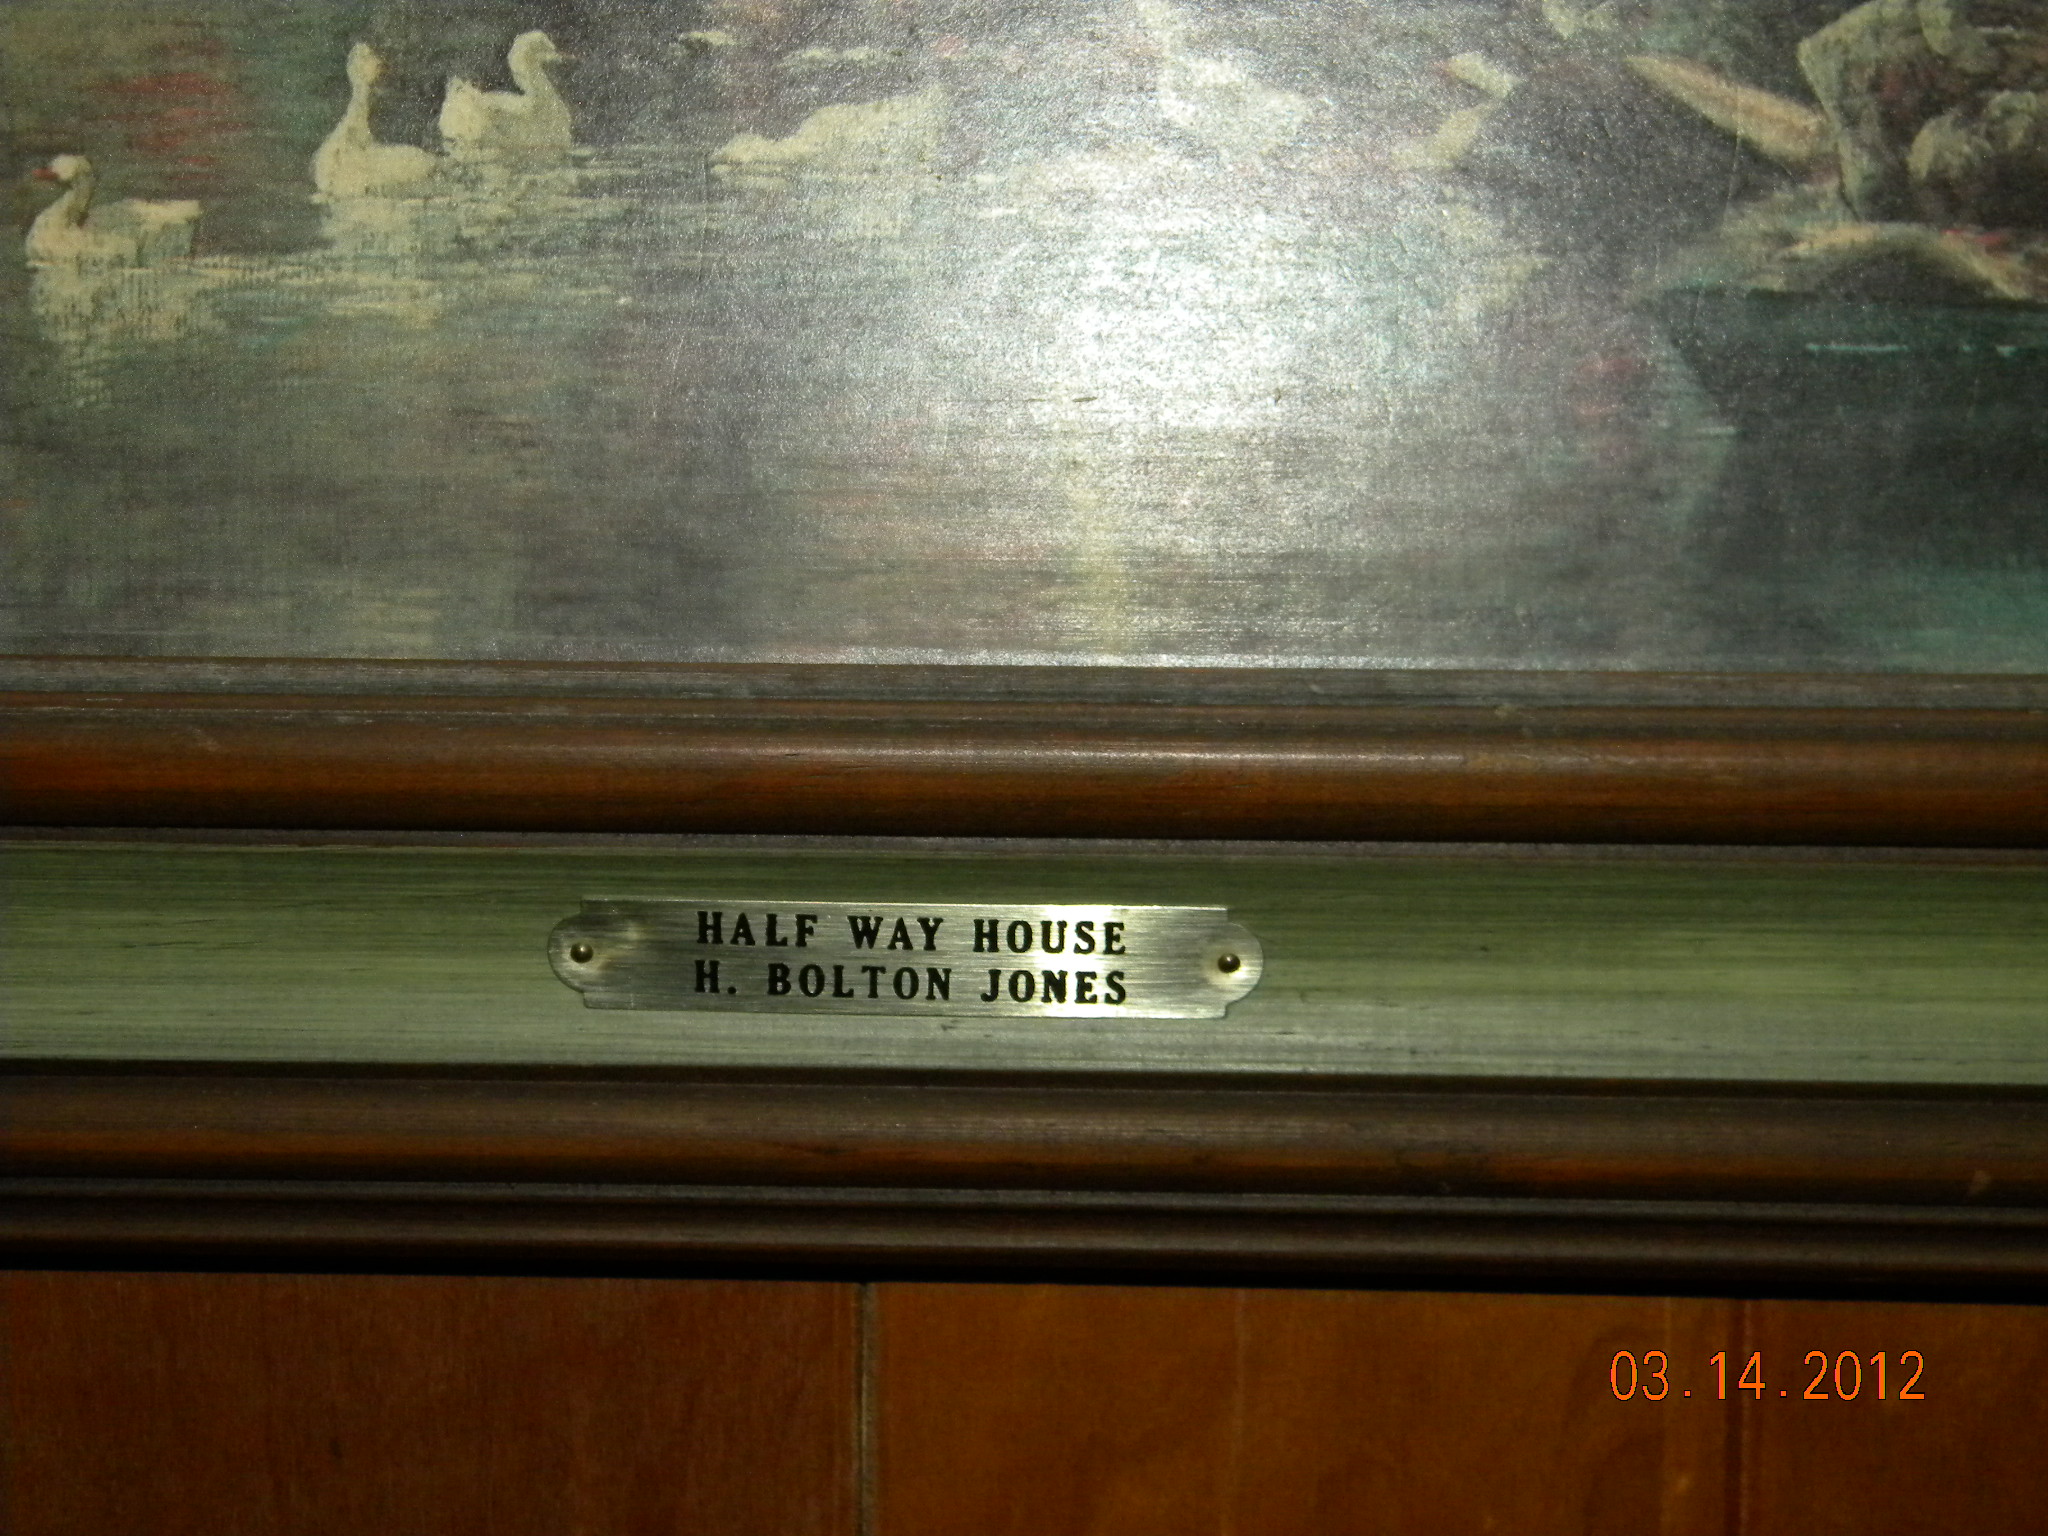 HALF WAY HOUSE
H. BOLTON JONES
03.14.2012